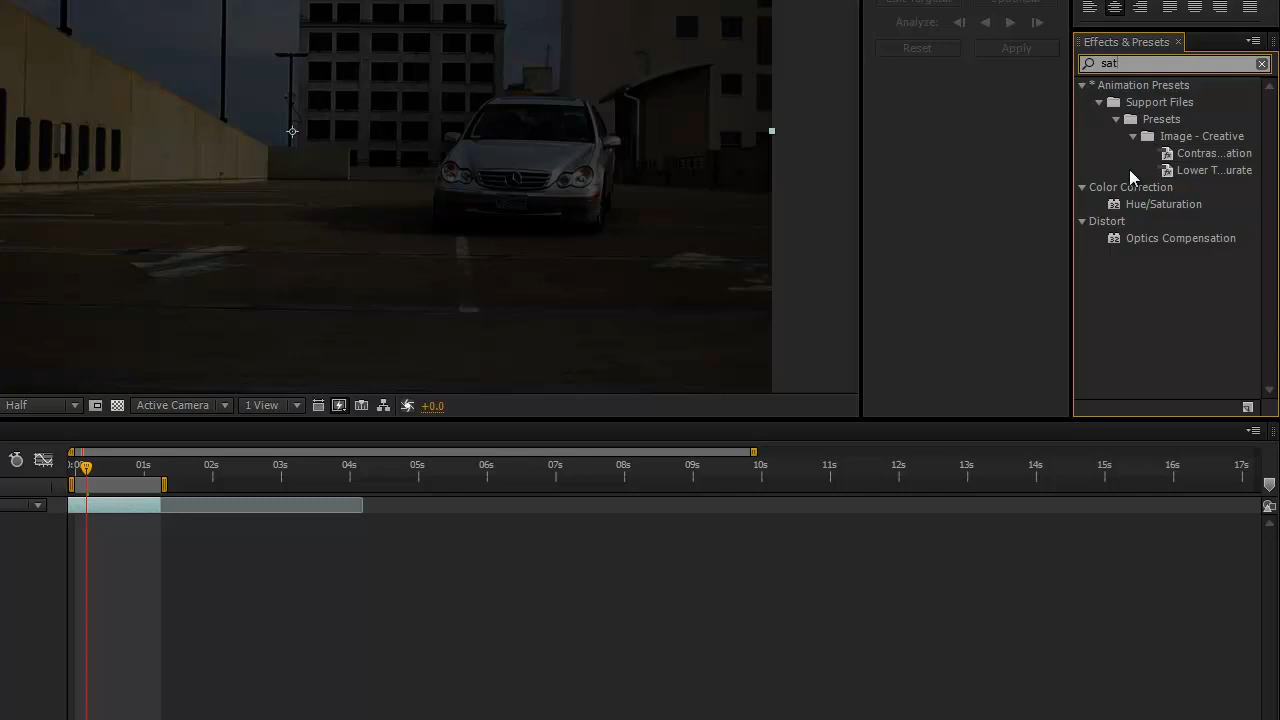 Analyze:
Reset Apply
Effects & Presets
sat
* Animation Presets
Support Files
Presets
Image - Creative
Contras...ation
Lower T...urate
Color Correction
Hue/Saturation
Distort
Optics Compensation
Half Active Camera 1 View +0.0
01s 02s 03s 04s 05s 06s 07s 08s 09s 10s 11s 12s 13s 14s 15s 16s 17s